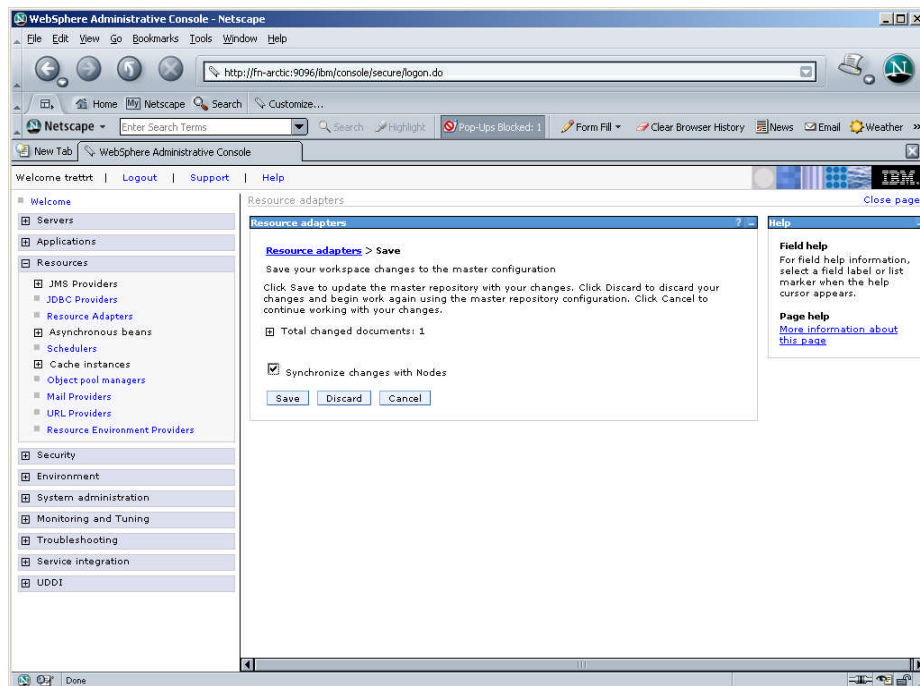 WebSphere Administrative Console - Netscape
File Edit View Go Bookmarks Tools Window Help
http://fn-arctic:9096/ibm/console/secure/logon.do
Home My Netscape Search Customize...
Netscape Enter Search Terms Search Highlight Pop-Ups Blocked: 1 Form Fill Clear Browser History News Email Weather »
New Tab WebSphere Administrative Console
Welcome trettrt | Logout | Support | Help IBM.
Welcome
Servers
Applications
Resources
JMS Providers
JDBC Providers
Resource Adapters
Asynchronous beans
Schedulers
Cache instances
Object pool managers
Mail Providers
URL Providers
Resource Environment Providers
Security
Environment
System administration
Monitoring and Tuning
Troubleshooting
Service integration
UDDI
Resource adapters Close page
Resource adapters ? –
Resource adapters > Save
Save your workspace changes to the master configuration
Click Save to update the master repository with your changes. Click Discard to discard your
changes and begin work again using the master repository configuration. Click Cancel to
continue working with your changes.
Total changed documents: 1
Synchronize changes with Nodes
Save Discard Cancel
Help
Field help
For field help information,
select a field label or list
marker when the help
cursor appears.
Page help
More information about
this page
Done